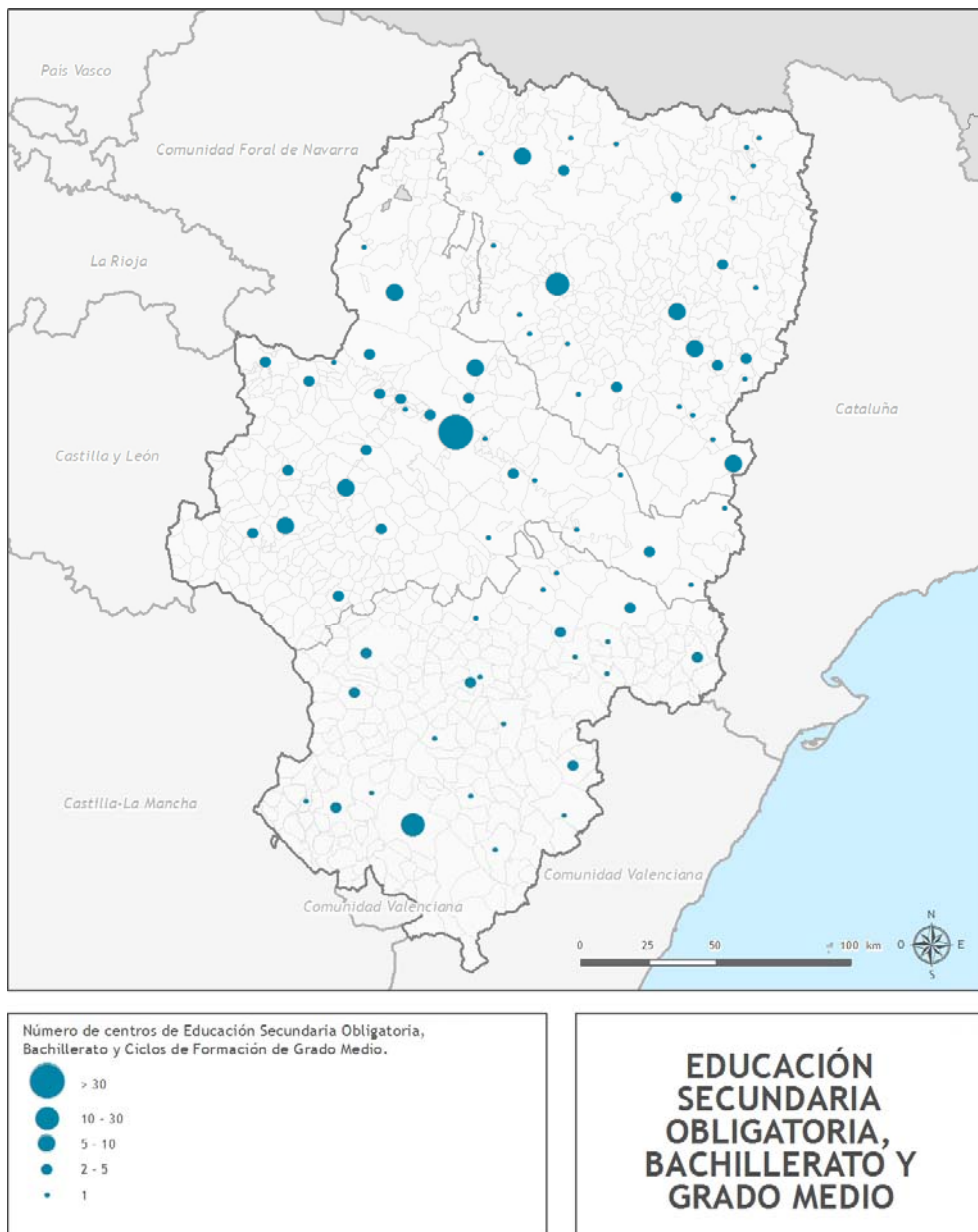 País Vasco
Comunidad Foral de Navarra
La Rioja
Cataluña
Castilla y León
Castilla-La Mancha
Comunidad Valenciana
Comunidad Valenciana
N
O E
S
0 25 50 100 km
Número de centros de Educación Secundaria Obligatoria,
Bachillerato y Ciclos de Formación de Grado Medio.
> 30
10 - 30
5 - 10
2 - 5
1
EDUCACIÓN
SECUNDARIA
OBLIGATORIA,
BACHILLERATO Y
GRADO MEDIO